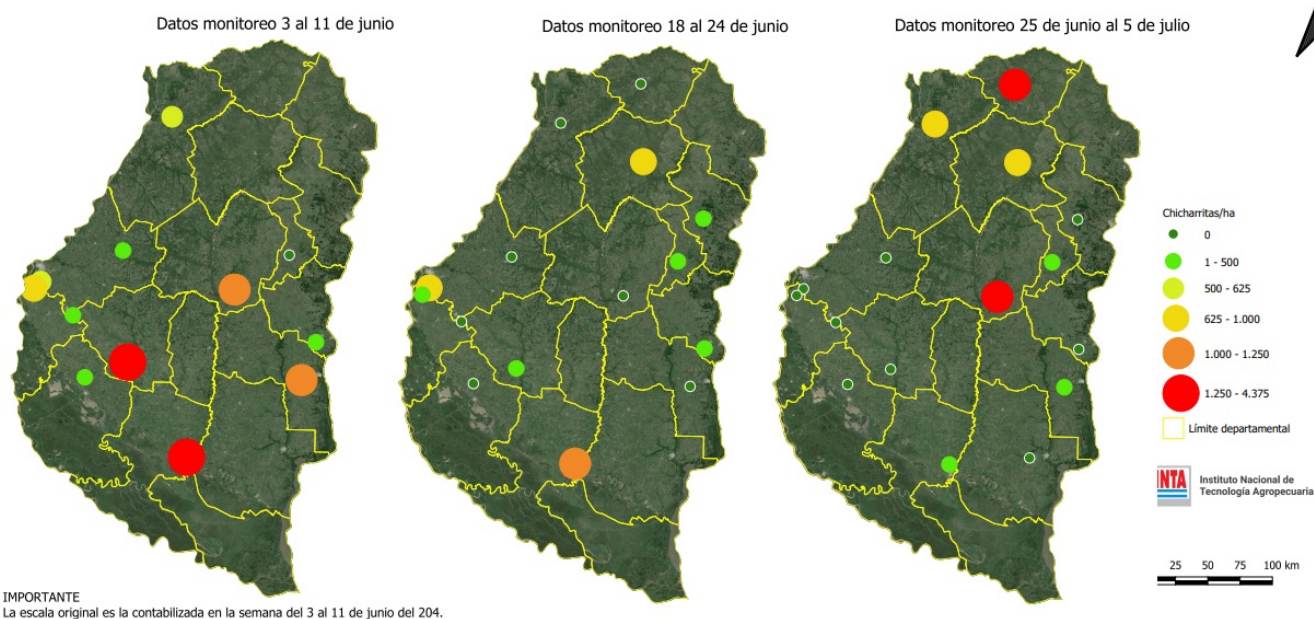 Datos monitoreo 3 al 11 de junio
Datos monitoreo 18 al 24 de junio
Datos monitoreo 25 de junio al 5 de julio
Chicharritas/ha
0
1 - 500
500 - 625
625 - 1.000
1.000 - 1.250
1.250 - 4.375
Límite departamental
NTA
Instituto Nacional de
Tecnología Agropecuaria
25 50 75 100 km
IMPORTANTE
La escala original es la contabilizada en la semana del 3 al 11 de junio del 204.